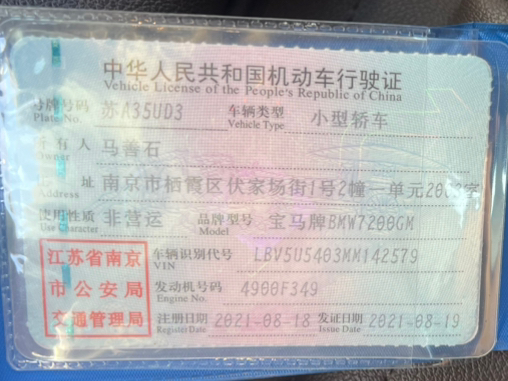 中华人民共和国机动车行驶证
Vehicle License of the People's Republic of China
号牌号码 苏A35UD3 车辆类型 小型轿车
Plate No. Vehicle Type
所有人 马善石
Owner
住址 南京市栖霞区伏家场街1号2幢一单元
Address
使用性质 非营运 品牌型号 宝马牌BMW7200GM
Use Character Model
江苏省南京
市公安局
交通管理局
车辆识别代号 LBV5U5403MM142579
VIN
发动机号码 4900F349
Engine No.
注册日期 2021-08-18 发证日期 2021-08-19
Register Date Issue Date